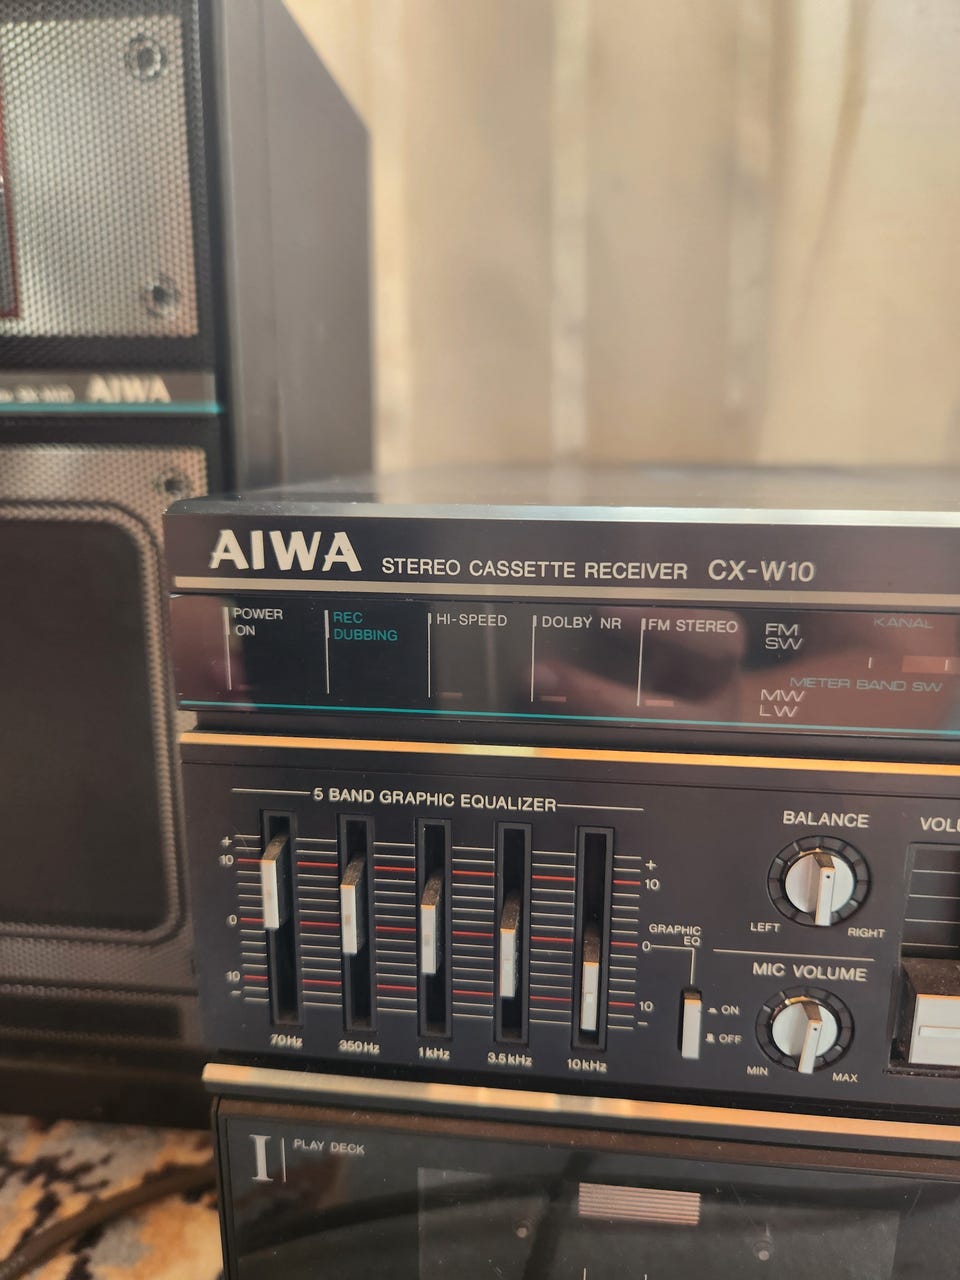 AIWA
AIWA STEREO CASSETTE RECEIVER CX-W10
POWER ON
REC DUBBING
HI-SPEED
DOLBY NR
FM STEREO
FM
SW
MW
LW
KANAL
METER BAND SW
5 BAND GRAPHIC EQUALIZER
+
10
0
10
-
+
10
0
10
-
70Hz 350Hz 1kHz 3.5kHz 10kHz
GRAPHIC
EQ
ON
OFF
BALANCE
LEFT RIGHT
MIC VOLUME
MIN MAX
VOLU
I PLAY DECK